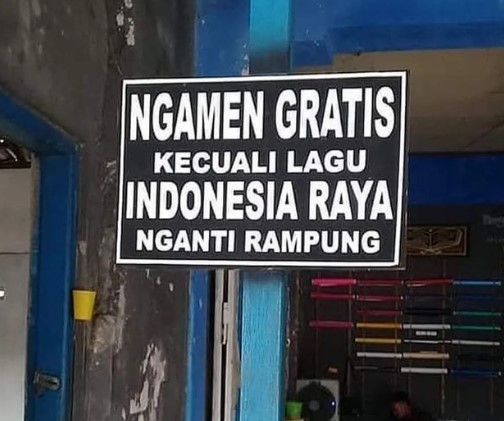 NGAMEN GRATIS
KECUALI LAGU
INDONESIA RAYA
NGANTI RAMPUNG